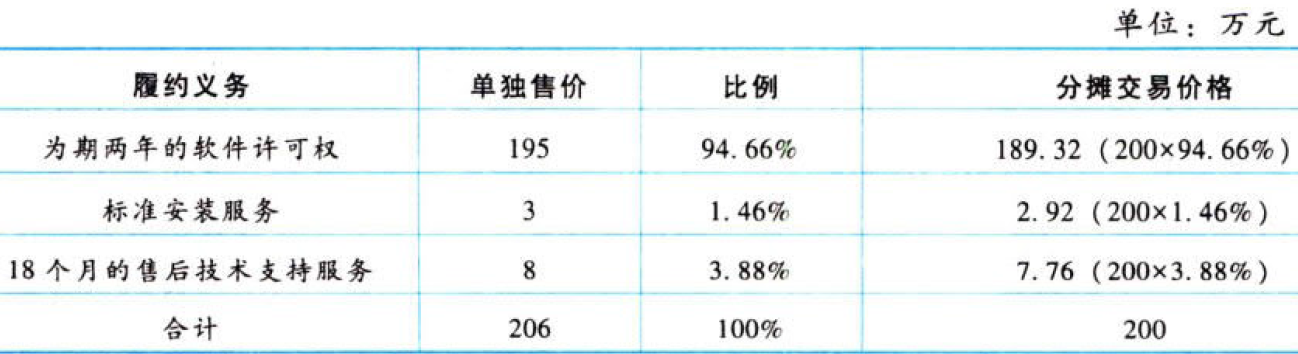 单位：万元
履约义务 单独售价 比例 分摊交易价格
为期两年的软件许可权 195 94.66% 189.32（200×94.66%）
标准安装服务 3 1.46% 2.92（200×1.46%）
18个月的售后技术支持服务 8 3.88% 7.76（200×3.88%）
合计 206 100% 200